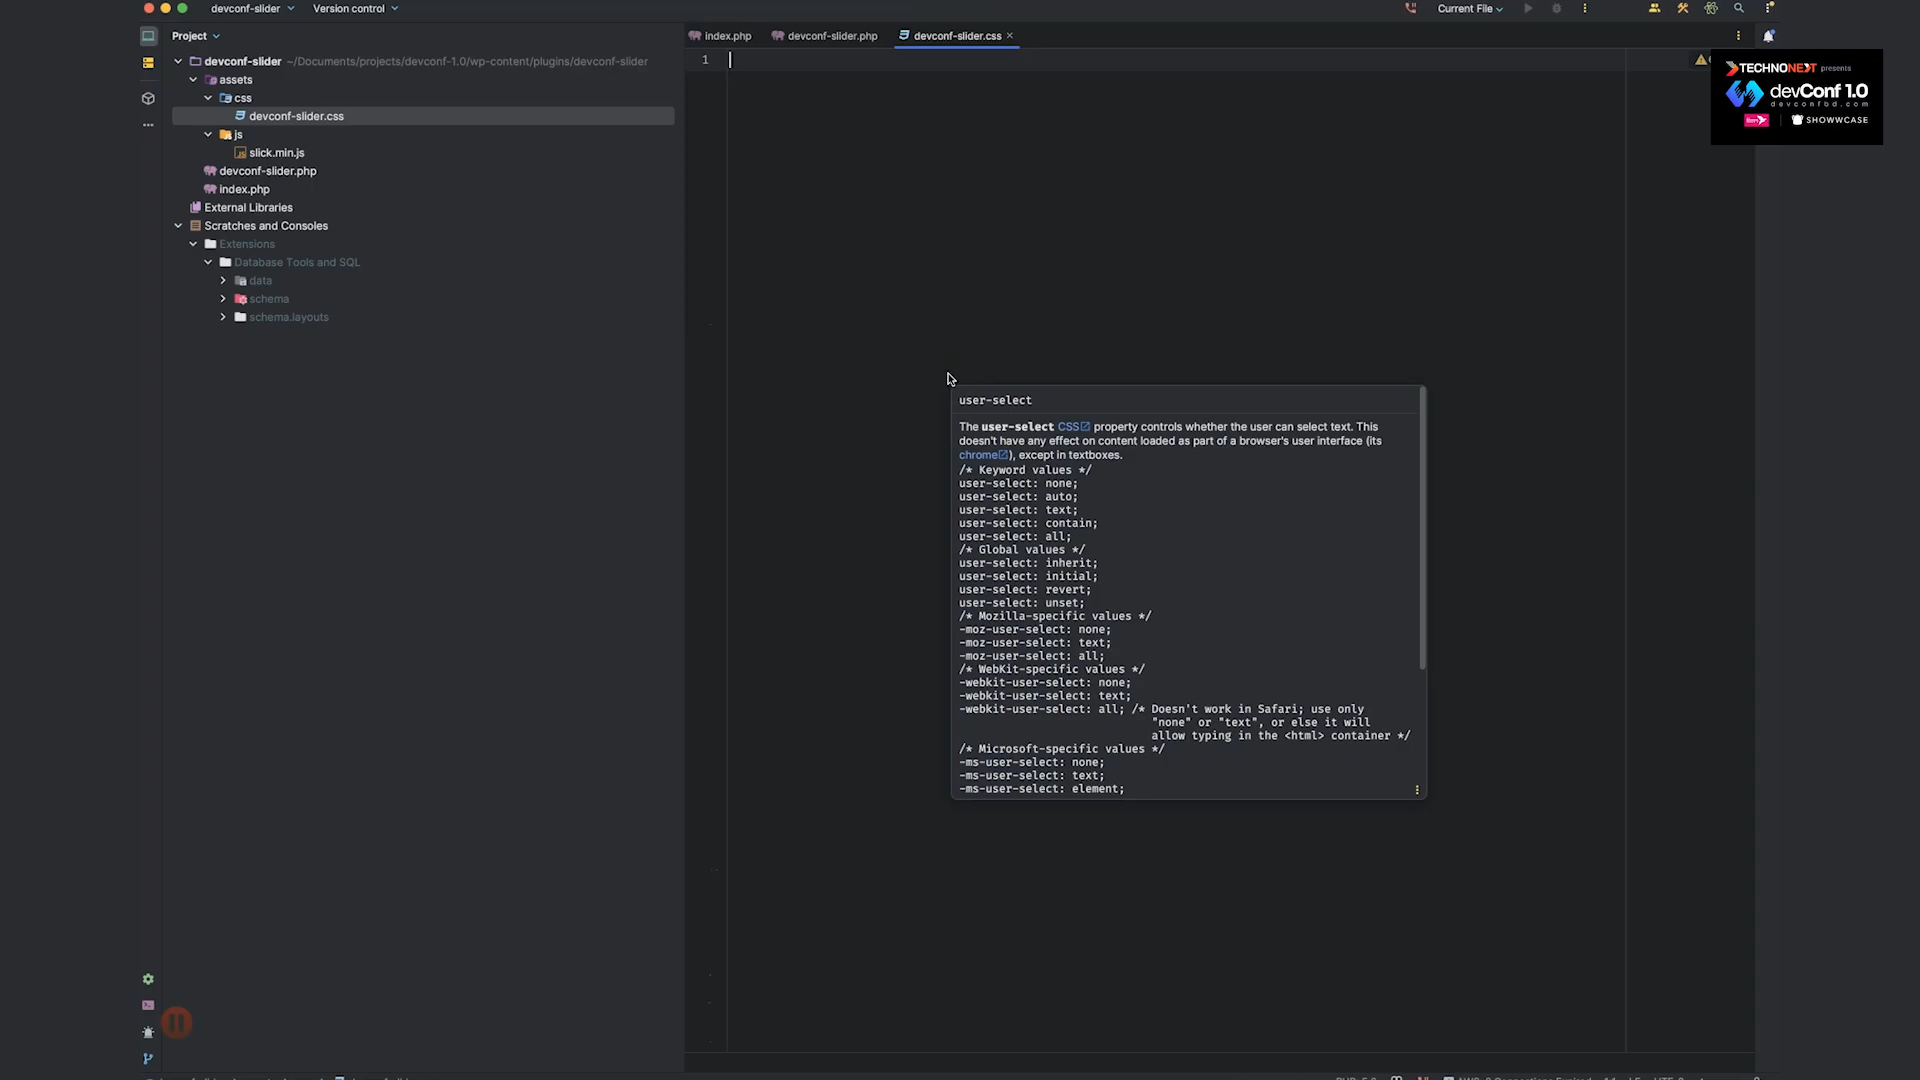 devconf-slider
Version control
Current File
Project
index.php
devconf-slider.php
devconf-slider.css
devconf-slider ~/Documents/projects/devconf-1.0/wp-content/plugins/devconf-slider
assets
css
devconf-slider.css
js
slick.min.js
devconf-slider.php
index.php
External Libraries
Scratches and Consoles
Extensions
Database Tools and SQL
data
schema
schema.layouts
1
TECHNONEXT presents
devConf 1.0
devconfbd.com
SHOWWCASE
user-select
The user-select CSS property controls whether the user can select text. This
doesn't have any effect on content loaded as part of a browser's user interface (its
chrome), except in textboxes.
/* Keyword values */
user-select: none;
user-select: auto;
user-select: text;
user-select: contain;
user-select: all;
/* Global values */
user-select: inherit;
user-select: initial;
user-select: revert;
user-select: unset;
/* Mozilla-specific values */
-moz-user-select: none;
-moz-user-select: text;
-moz-user-select: all;
/* WebKit-specific values */
-webkit-user-select: none;
-webkit-user-select: text;
-webkit-user-select: all; /* Doesn't work in Safari; use only
"none" or "text", or else it will
allow typing in the <html> container */
/* Microsoft-specific values */
-ms-user-select: none;
-ms-user-select: text;
-ms-user-select: element;